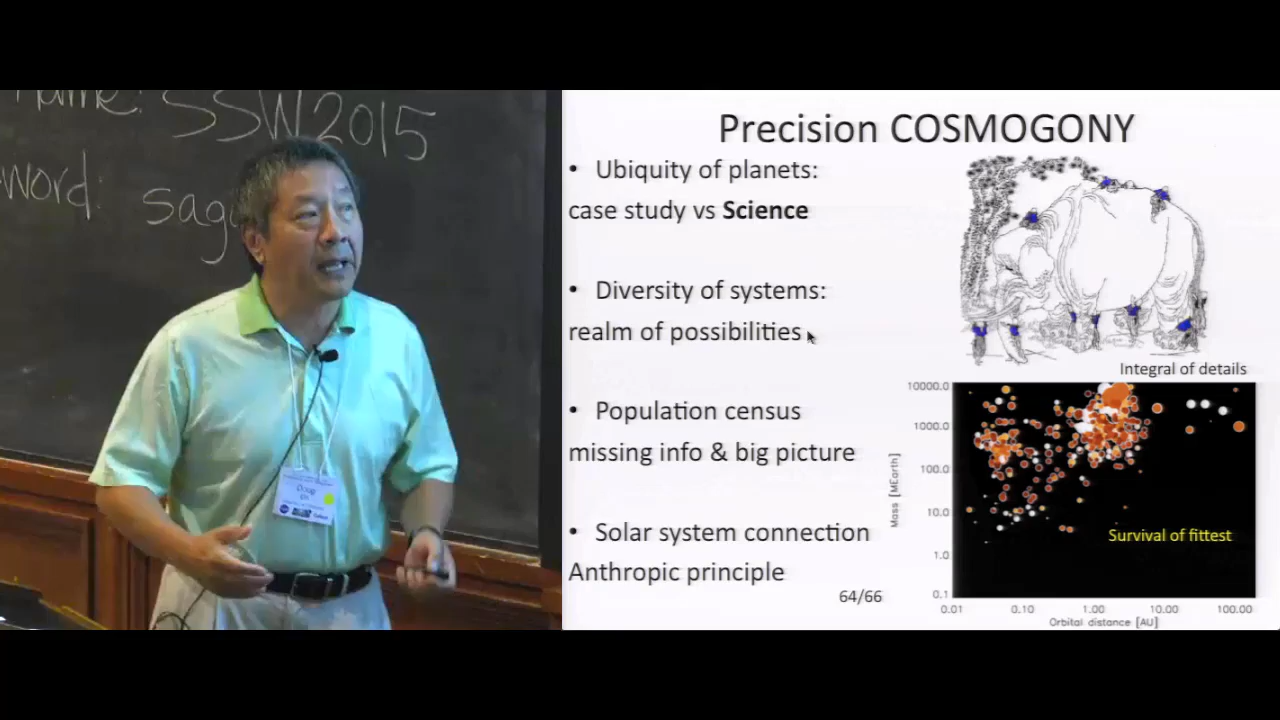 name: SSW2015
word: saga
Doug
Precision COSMOGONY
• Ubiquity of planets:
case study vs Science
• Diversity of systems:
realm of possibilities
• Population census
missing info & big picture
• Solar system connection
Anthropic principle
64/66
Integral of details
10000.0
1000.0
100.0
10.0
1.0
0.1
Mass [MEarth]
Survival of fittest
0.01 0.10 1.00 10.00 100.00
Orbital distance [AU]